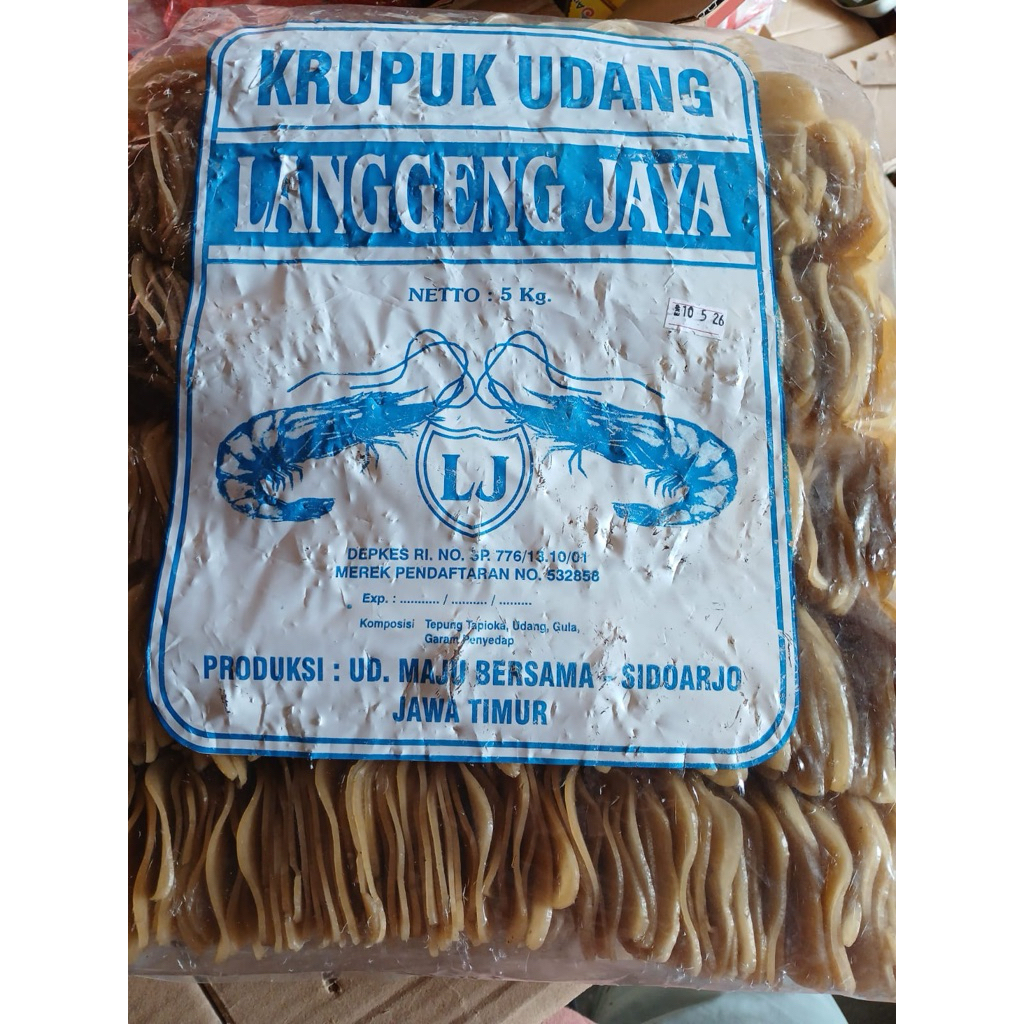 KRUPUK UDANG
LANGGENG JAYA
NETTO : 5 Kg.
10 5 26
LJ
DEPKES RI. NO. SP. 776/13.10/01
MEREK PENDAFTARAN NO. 532858
Exp. : ........... / .......... / .........
Komposisi Tepung Tapioka, Udang, Gula,
Garam Penyedap
PRODUKSI : UD. MAJU BERSAMA - SIDOARJO
JAWA TIMUR